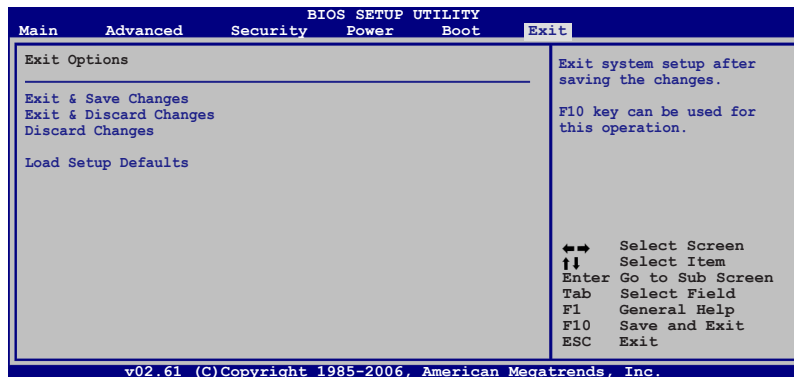 BIOS SETUP UTILITY
Main Advanced Security Power Boot Exit
Exit Options
Exit & Save Changes
Exit & Discard Changes
Discard Changes
Load Setup Defaults
Exit system setup after
saving the changes.
F10 key can be used for
this operation.
←→ Select Screen
↑↓ Select Item
Enter Go to Sub Screen
Tab Select Field
F1 General Help
F10 Save and Exit
ESC Exit
v02.61 (C)Copyright 1985-2006, American Megatrends, Inc.